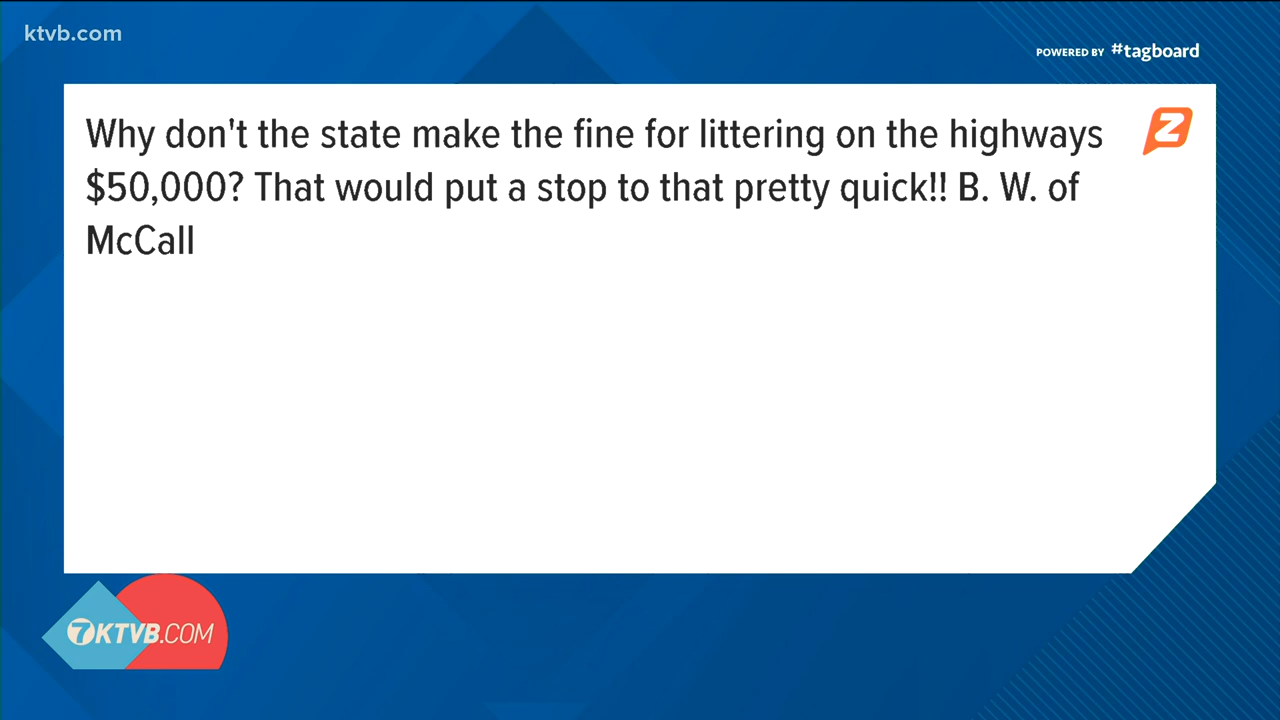 ktvb.com
POWERED BY #tagboard
Why don't the state make the fine for littering on the highways
$50,000? That would put a stop to that pretty quick!! B. W. of
McCall
Z
7KTVB.COM